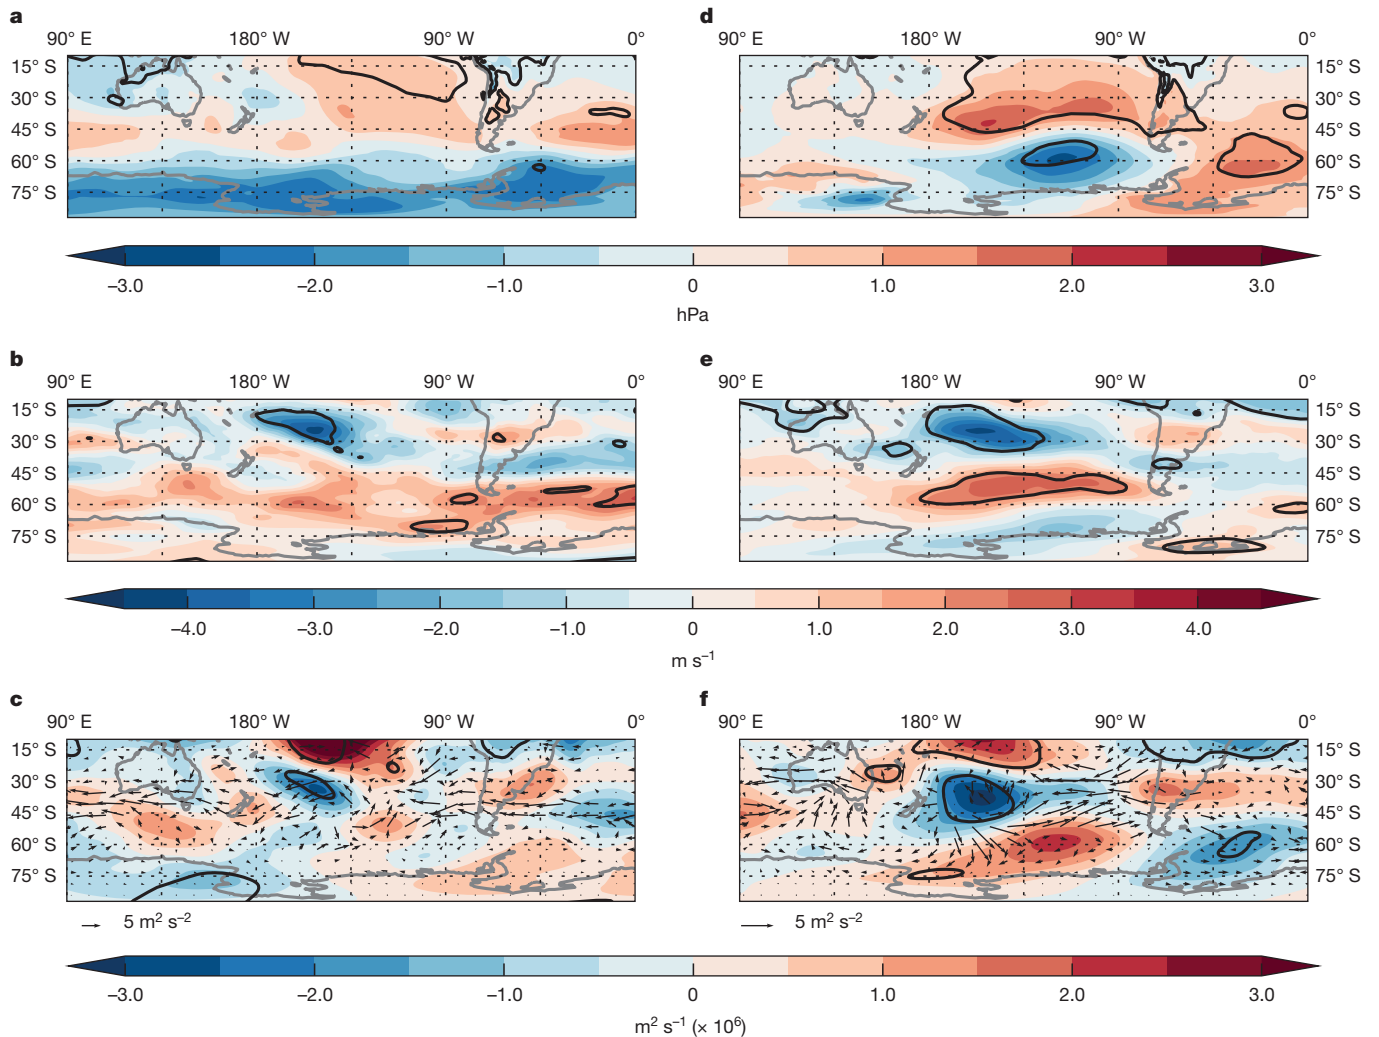 a
d
90° E 180° W 90° W 0°
90° E 180° W 90° W 0°
15° S
30° S
45° S
60° S
75° S
15° S
30° S
45° S
60° S
75° S
–3.0 –2.0 –1.0 0 1.0 2.0 3.0
hPa
b
e
90° E 180° W 90° W 0°
90° E 180° W 90° W 0°
15° S
30° S
45° S
60° S
75° S
15° S
30° S
45° S
60° S
75° S
–4.0 –3.0 –2.0 –1.0 0 1.0 2.0 3.0 4.0
m s⁻¹
c
f
90° E 180° W 90° W 0°
90° E 180° W 90° W 0°
15° S
30° S
45° S
60° S
75° S
15° S
30° S
45° S
60° S
75° S
5 m² s⁻²
5 m² s⁻²
–3.0 –2.0 –1.0 0 1.0 2.0 3.0
m² s⁻¹ (× 10⁶)